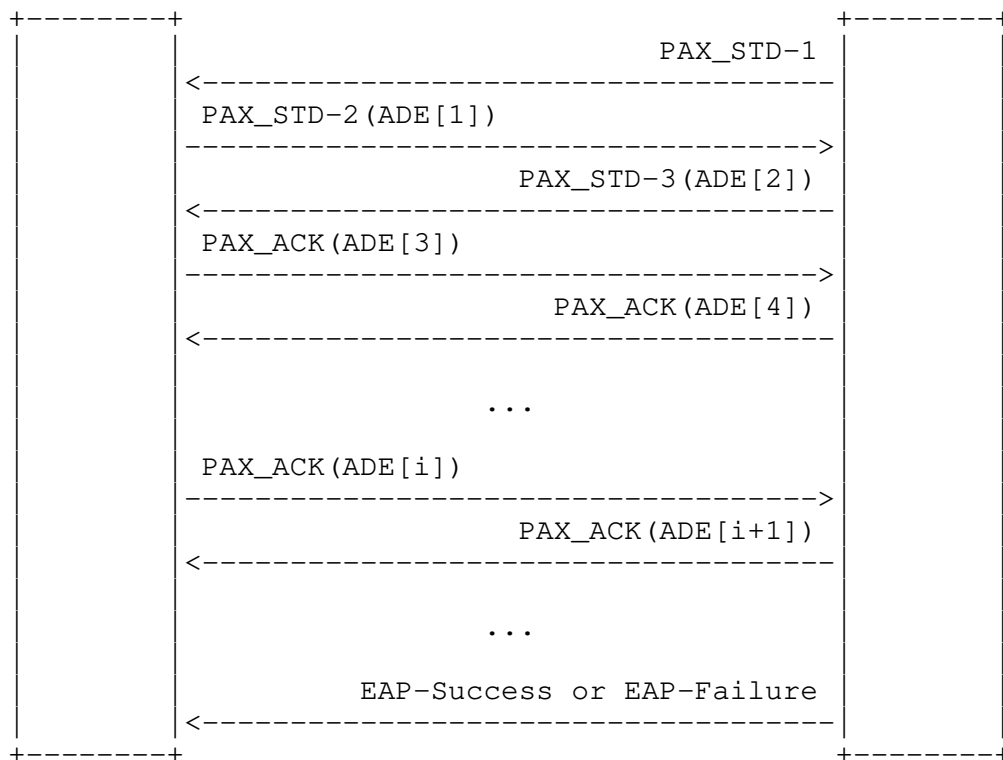 PAX_STD-1
PAX_STD-2(ADE[1])
PAX_STD-3(ADE[2])
PAX_ACK(ADE[3])
PAX_ACK(ADE[4])
...
PAX_ACK(ADE[i])
PAX_ACK(ADE[i+1])
...
EAP-Success or EAP-Failure